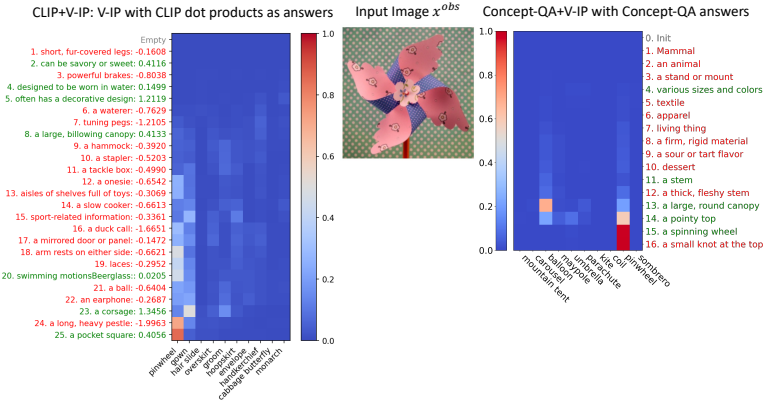 CLIP+V-IP: V-IP with CLIP dot products as answers
Empty
1. short, fur-covered legs: -0.1608
2. can be savory or sweet: 0.4116
3. powerful brakes: -0.8038
4. designed to be worn in water: 0.1499
5. often has a decorative design: 1.2119
6. a waterer: -0.7629
7. tuning pegs: -1.2105
8. a large, billowing canopy: 0.4133
9. a hammock: -0.3920
10. a stapler: -0.5203
11. a tackle box: -0.4390
12. a onesie: -0.6542
13. aisles of shelves full of toys: -0.3069
14. a slow cooker: -0.6613
15. sport-related information: -0.3361
16. a duck call: -1.6651
17. a mirrored door or panel: -0.1472
18. arm rests on either side: -0.6621
19. laces: -0.2952
20. swimming motionsBeerglass:: 0.0205
21. a ball: -0.6404
22. an earphone: -0.2687
23. a corsage: 1.3456
24. a long, heavy pestle: -1.9963
25. a pocket square: 0.4056
pinwheel
gown
hair slide
overskirt
groom
hoopskirt
envelope
handkerchief
cabbage butterfly
monarch
1.0
0.8
0.6
0.4
0.2
0.0
Input Image x^obs
Concept-QA+V-IP with Concept-QA answers
1.0
0.8
0.6
0.4
0.2
0.0
0. Init
1. Mammal
2. an animal
3. a stand or mount
4. various sizes and colors
5. textile
6. apparel
7. living thing
8. a firm, rigid material
9. a sour or tart flavor
10. dessert
11. a stem
12. a thick, fleshy stem
13. a large, round canopy
14. a pointy top
15. a spinning wheel
16. a small knot at the top
mountain tent
carousel
balloon
maypole
umbrella
parachute
kite
coil
pinwheel
sombrero